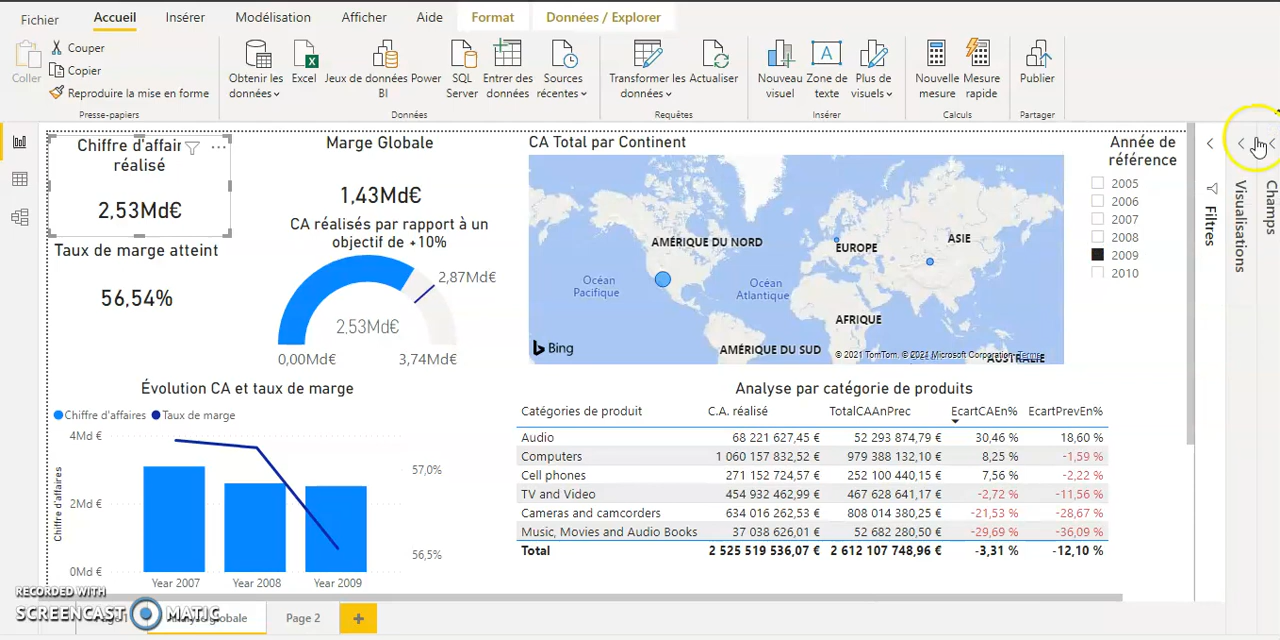 Fichier
Accueil
Insérer
Modélisation
Afficher
Aide
Format
Données / Explorer
Coller
Couper
Copier
Reproduire la mise en forme
Presse-papiers
Obtenir les données
Excel
Jeux de données Power BI
SQL Server
Entrer des données
Sources récentes
Données
Transformer les données
Actualiser
Requêtes
Nouveau visuel
Zone de texte
Plus de visuels
Insérer
Nouvelle mesure
Mesure rapide
Calculs
Publier
Partager
Chiffre d'affair
réalisé
2,53Md€
Taux de marge atteint
56,54%
Marge Globale
1,43Md€
CA réalisés par rapport à un
objectif de +10%
2,87Md€
2,53Md€
0,00Md€
3,74Md€
CA Total par Continent
AMÉRIQUE DU NORD
EUROPE
ASIE
Océan
Pacifique
Océan
Atlantique
AFRIQUE
AMÉRIQUE DU SUD
AUSTRALIE
Bing
© 2021 TomTom, © 2024 Microsoft Corporation Terms
Année de
référence
2005
2006
2007
2008
2009
2010
Filtres
Visualisations
Champs
Évolution CA et taux de marge
Chiffre d'affaires Taux de marge
Chiffre d'affaires
4Md €
2Md €
0Md €
57,0%
56,5%
Year 2007 Year 2008 Year 2009
Analyse par catégorie de produits
Catégories de produit C.A. réalisé TotalCAAnPrec EcartCAEn% EcartPrevEn%
Audio 68 221 627,45 € 52 293 874,79 € 30,46 % 18,60 %
Computers 1 060 157 832,52 € 979 388 132,10 € 8,25 % -1,59 %
Cell phones 271 152 724,57 € 252 100 440,15 € 7,56 % -2,22 %
TV and Video 454 932 462,99 € 467 628 641,17 € -2,72 % -11,56 %
Cameras and camcorders 634 016 262,53 € 808 014 380,25 € -21,53 % -28,67 %
Music, Movies and Audio Books 37 038 626,01 € 52 682 280,50 € -29,69 % -36,09 %
Total 2 525 519 536,07 € 2 612 107 748,96 € -3,31 % -12,10 %
RECORDED WITH
SCREENCAST MATIC
globale
Page 2
+